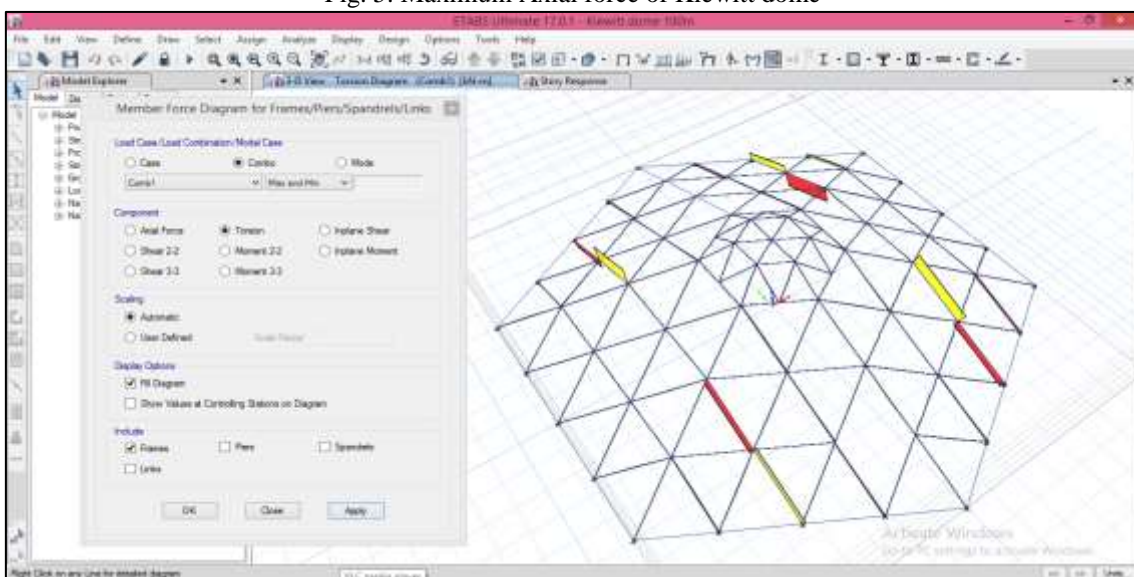 Fig. 3: Maximum Axial force of Kiewitt dome
ETABS Ultimate 17.0.1 - Kiewitt dome 100m
File Edit View Define Draw Select Assign Analyze Display Design Options Tools Help
Model Explorer
3-D View Torsion Diagram (Comb1) [kN-m]
Story Response
Model
Model
Member Force Diagram for Frames/Piers/Spandrels/Links
Load Case/Load Combination/Modal Case
Case Combo Mode
Comb1 Max and Min
Component
Axial Force Torsion Inplane Shear
Shear 2-2 Moment 2-2 Inplane Moment
Shear 3-3 Moment 3-3
Scaling
Automatic
User Defined Scale Factor
Display Options
Fill Diagram
Show Values at Controlling Stations on Diagram
Include
Frames Piers Spandrels
Links
OK Close Apply
Activate Windows
Go to PC settings to activate Windows.
Right Click on any Line for detailed diagram
Units